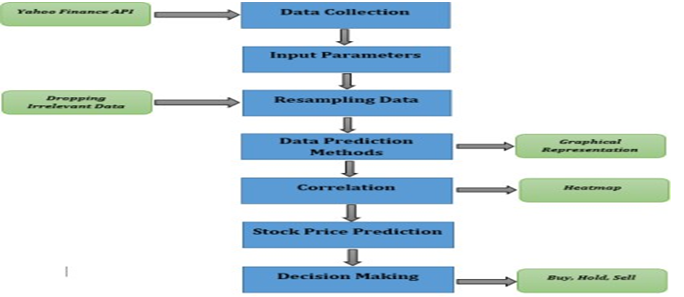 Yahoo Finance API
Data Collection
Input Parameters
Dropping
Irrelevant Data
Resampling Data
Data Prediction
Methods
Graphical
Representation
Correlation
Heatmap
Stock Price Prediction
Decision Making
Buy, Hold, Sell